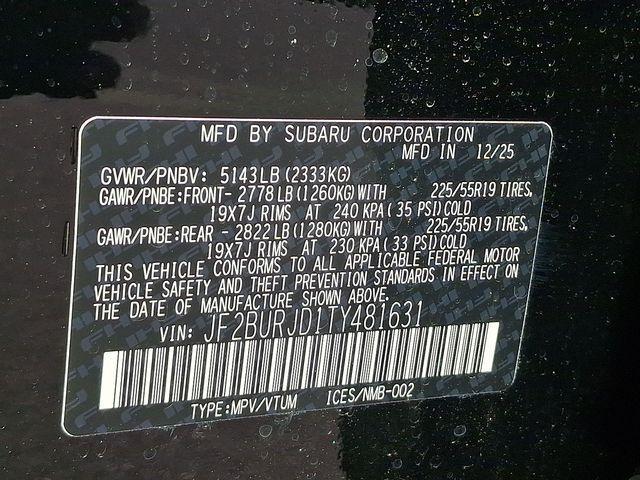 MFD BY SUBARU CORPORATION
MFD IN 12/25
GVWR/PNBV: 5143LB(2333KG)
GAWR/PNBE:FRONT- 2778LB(1260KG)WITH 225/55R19 TIRES,
19X7J RIMS AT 240 KPA(35 PSI)COLD
GAWR/PNBE:REAR - 2822LB(1280KG)WITH 225/55R19 TIRES,
19X7J RIMS AT 230 KPA(33 PSI)COLD
THIS VEHICLE CONFORMS TO ALL APPLICABLE FEDERAL MOTOR
VEHICLE SAFETY AND THEFT PREVENTION STANDARDS IN EFFECT ON
THE DATE OF MANUFACTURE SHOWN ABOVE.
VIN: JF2BURJD1TY481631
TYPE:MPV/VTUM ICES/NMB-002